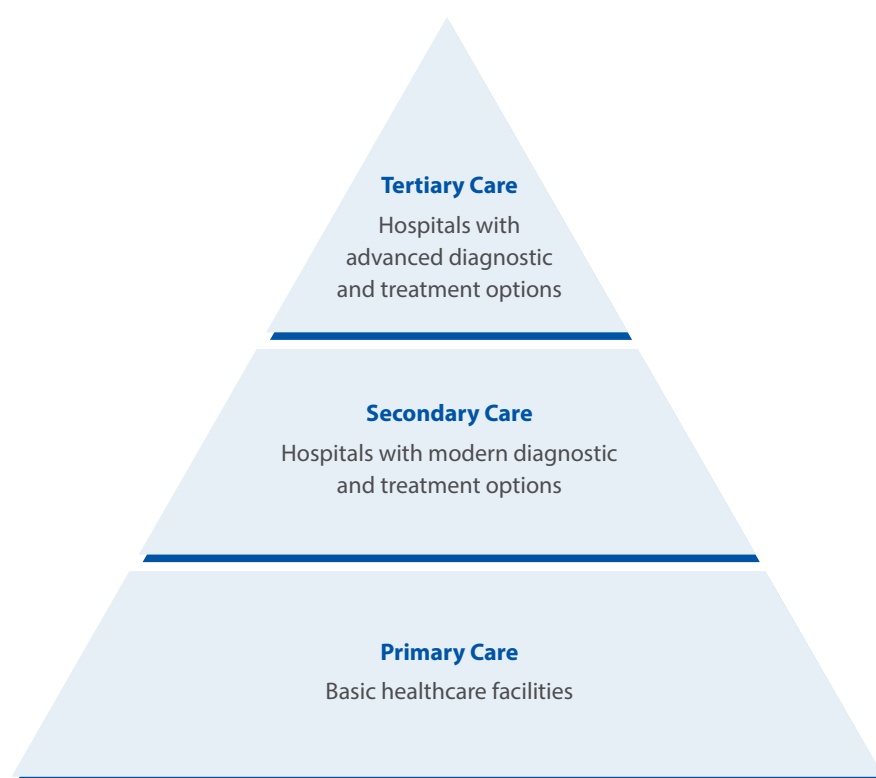 Tertiary Care
Hospitals with
advanced diagnostic
and treatment options
Secondary Care
Hospitals with modern diagnostic
and treatment options
Primary Care
Basic healthcare facilities